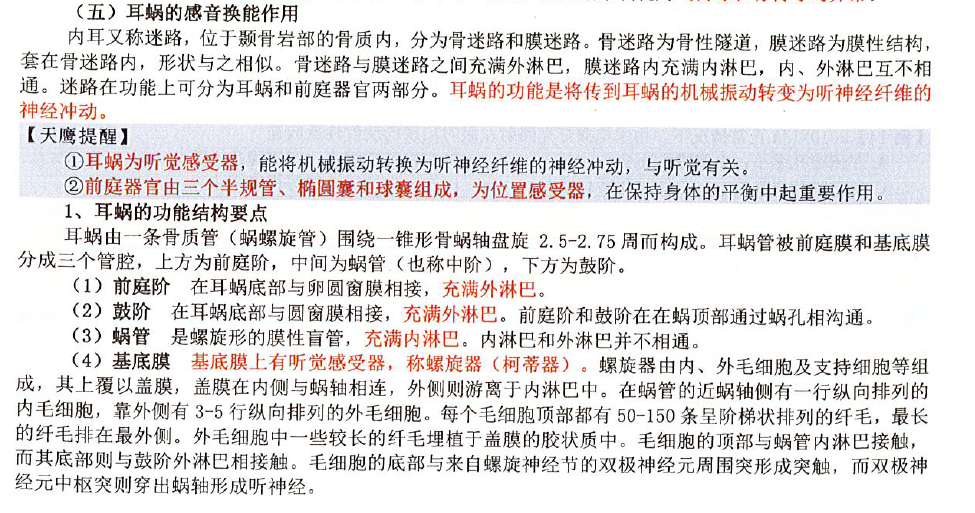 （五）耳蜗的感音换能作用
内耳又称迷路，位于颞骨岩部的骨质内，分为骨迷路和膜迷路。骨迷路为骨性隧道，膜迷路为膜性结构，
套在骨迷路内，形状与之相似。骨迷路与膜迷路之间充满外淋巴，膜迷路内充满内淋巴，内、外淋巴互不相
通。迷路在功能上可分为耳蜗和前庭器官两部分。耳蜗的功能是将传到耳蜗的机械振动转变为听神经纤维的
神经冲动。
【天鹰提醒】
①耳蜗为听觉感受器，能将机械振动转换为听神经纤维的神经冲动，与听觉有关。
②前庭器官由三个半规管、椭圆囊和球囊组成，为位置感受器，在保持身体的平衡中起重要作用。
1、耳蜗的功能结构要点
耳蜗由一条骨质管（蜗螺旋管）围绕一锥形骨蜗轴盘旋 2.5-2.75 周而构成。耳蜗管被前庭膜和基底膜
分成三个管腔，上方为前庭阶，中间为蜗管（也称中阶），下方为鼓阶。
（1）前庭阶 在耳蜗底部与卵圆窗膜相接，充满外淋巴。
（2）鼓阶 在耳蜗底部与圆窗膜相接，充满外淋巴。前庭阶和鼓阶在在蜗顶部通过蜗孔相沟通。
（3）蜗管 是螺旋形的膜性盲管，充满内淋巴。内淋巴和外淋巴并不相通。
（4）基底膜 基底膜上有听觉感受器，称螺旋器（柯蒂器）。螺旋器由内、外毛细胞及支持细胞等组
成，其上覆以盖膜，盖膜在内侧与蜗轴相连，外侧则游离于内淋巴中。在蜗管的近蜗轴侧有一行纵向排列的
内毛细胞，靠外侧有 3-5 行纵向排列的外毛细胞。每个毛细胞顶部都有 50-150 条呈阶梯状排列的纤毛，最长
的纤毛排在最外侧。外毛细胞中一些较长的纤毛埋植于盖膜的胶状质中。毛细胞的顶部与蜗管内淋巴接触，
而其底部则与鼓阶外淋巴相接触。毛细胞的底部与来自螺旋神经节的双极神经元周围突形成突触，而双极神
经元中枢突则穿出蜗轴形成听神经。